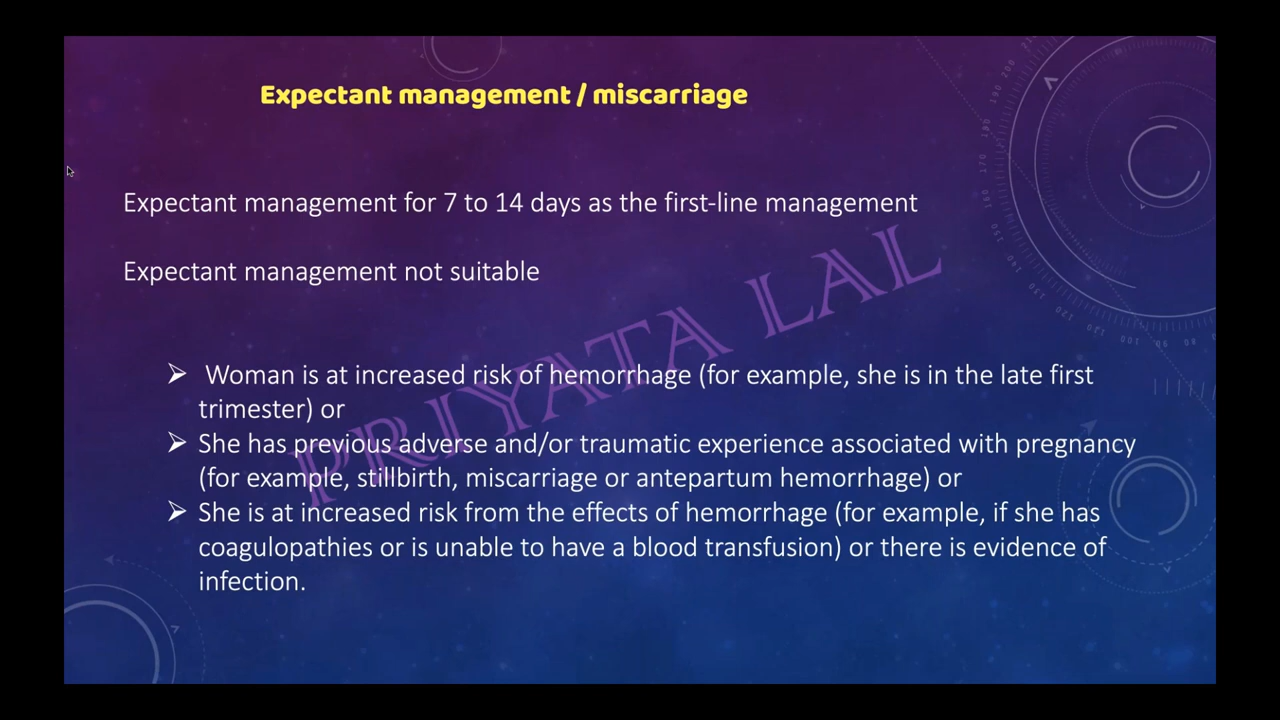 Expectant management / miscarriage
Expectant management for 7 to 14 days as the first-line management
Expectant management not suitable
PRIYATA LAL
➢ Woman is at increased risk of hemorrhage (for example, she is in the late first
trimester) or
➢ She has previous adverse and/or traumatic experience associated with pregnancy
(for example, stillbirth, miscarriage or antepartum hemorrhage) or
➢ She is at increased risk from the effects of hemorrhage (for example, if she has
coagulopathies or is unable to have a blood transfusion) or there is evidence of
infection.